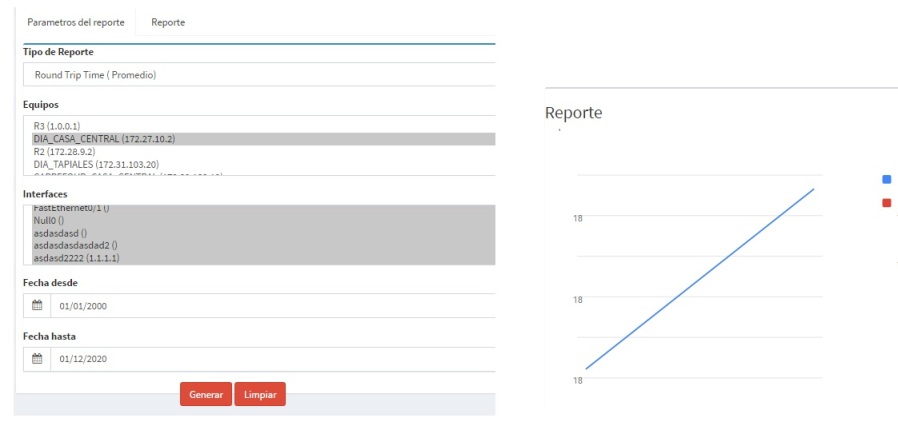 Parametros del reporte Reporte
Tipo de Reporte
Round Trip Time ( Promedio)
Equipos
R3 (1.0.0.1)
DIA_CASA_CENTRAL (172.27.10.2)
R2 (172.28.9.2)
DIA_TAPIALES (172.31.103.20)
Interfaces
FastEthernet0/1 ()
Null0 ()
asdasdasd ()
asdasdasdasdad2 ()
asdasd2222 (1.1.1.1)
Fecha desde
01/01/2000
Fecha hasta
01/12/2020
Generar Limpiar
Reporte
18
18
18